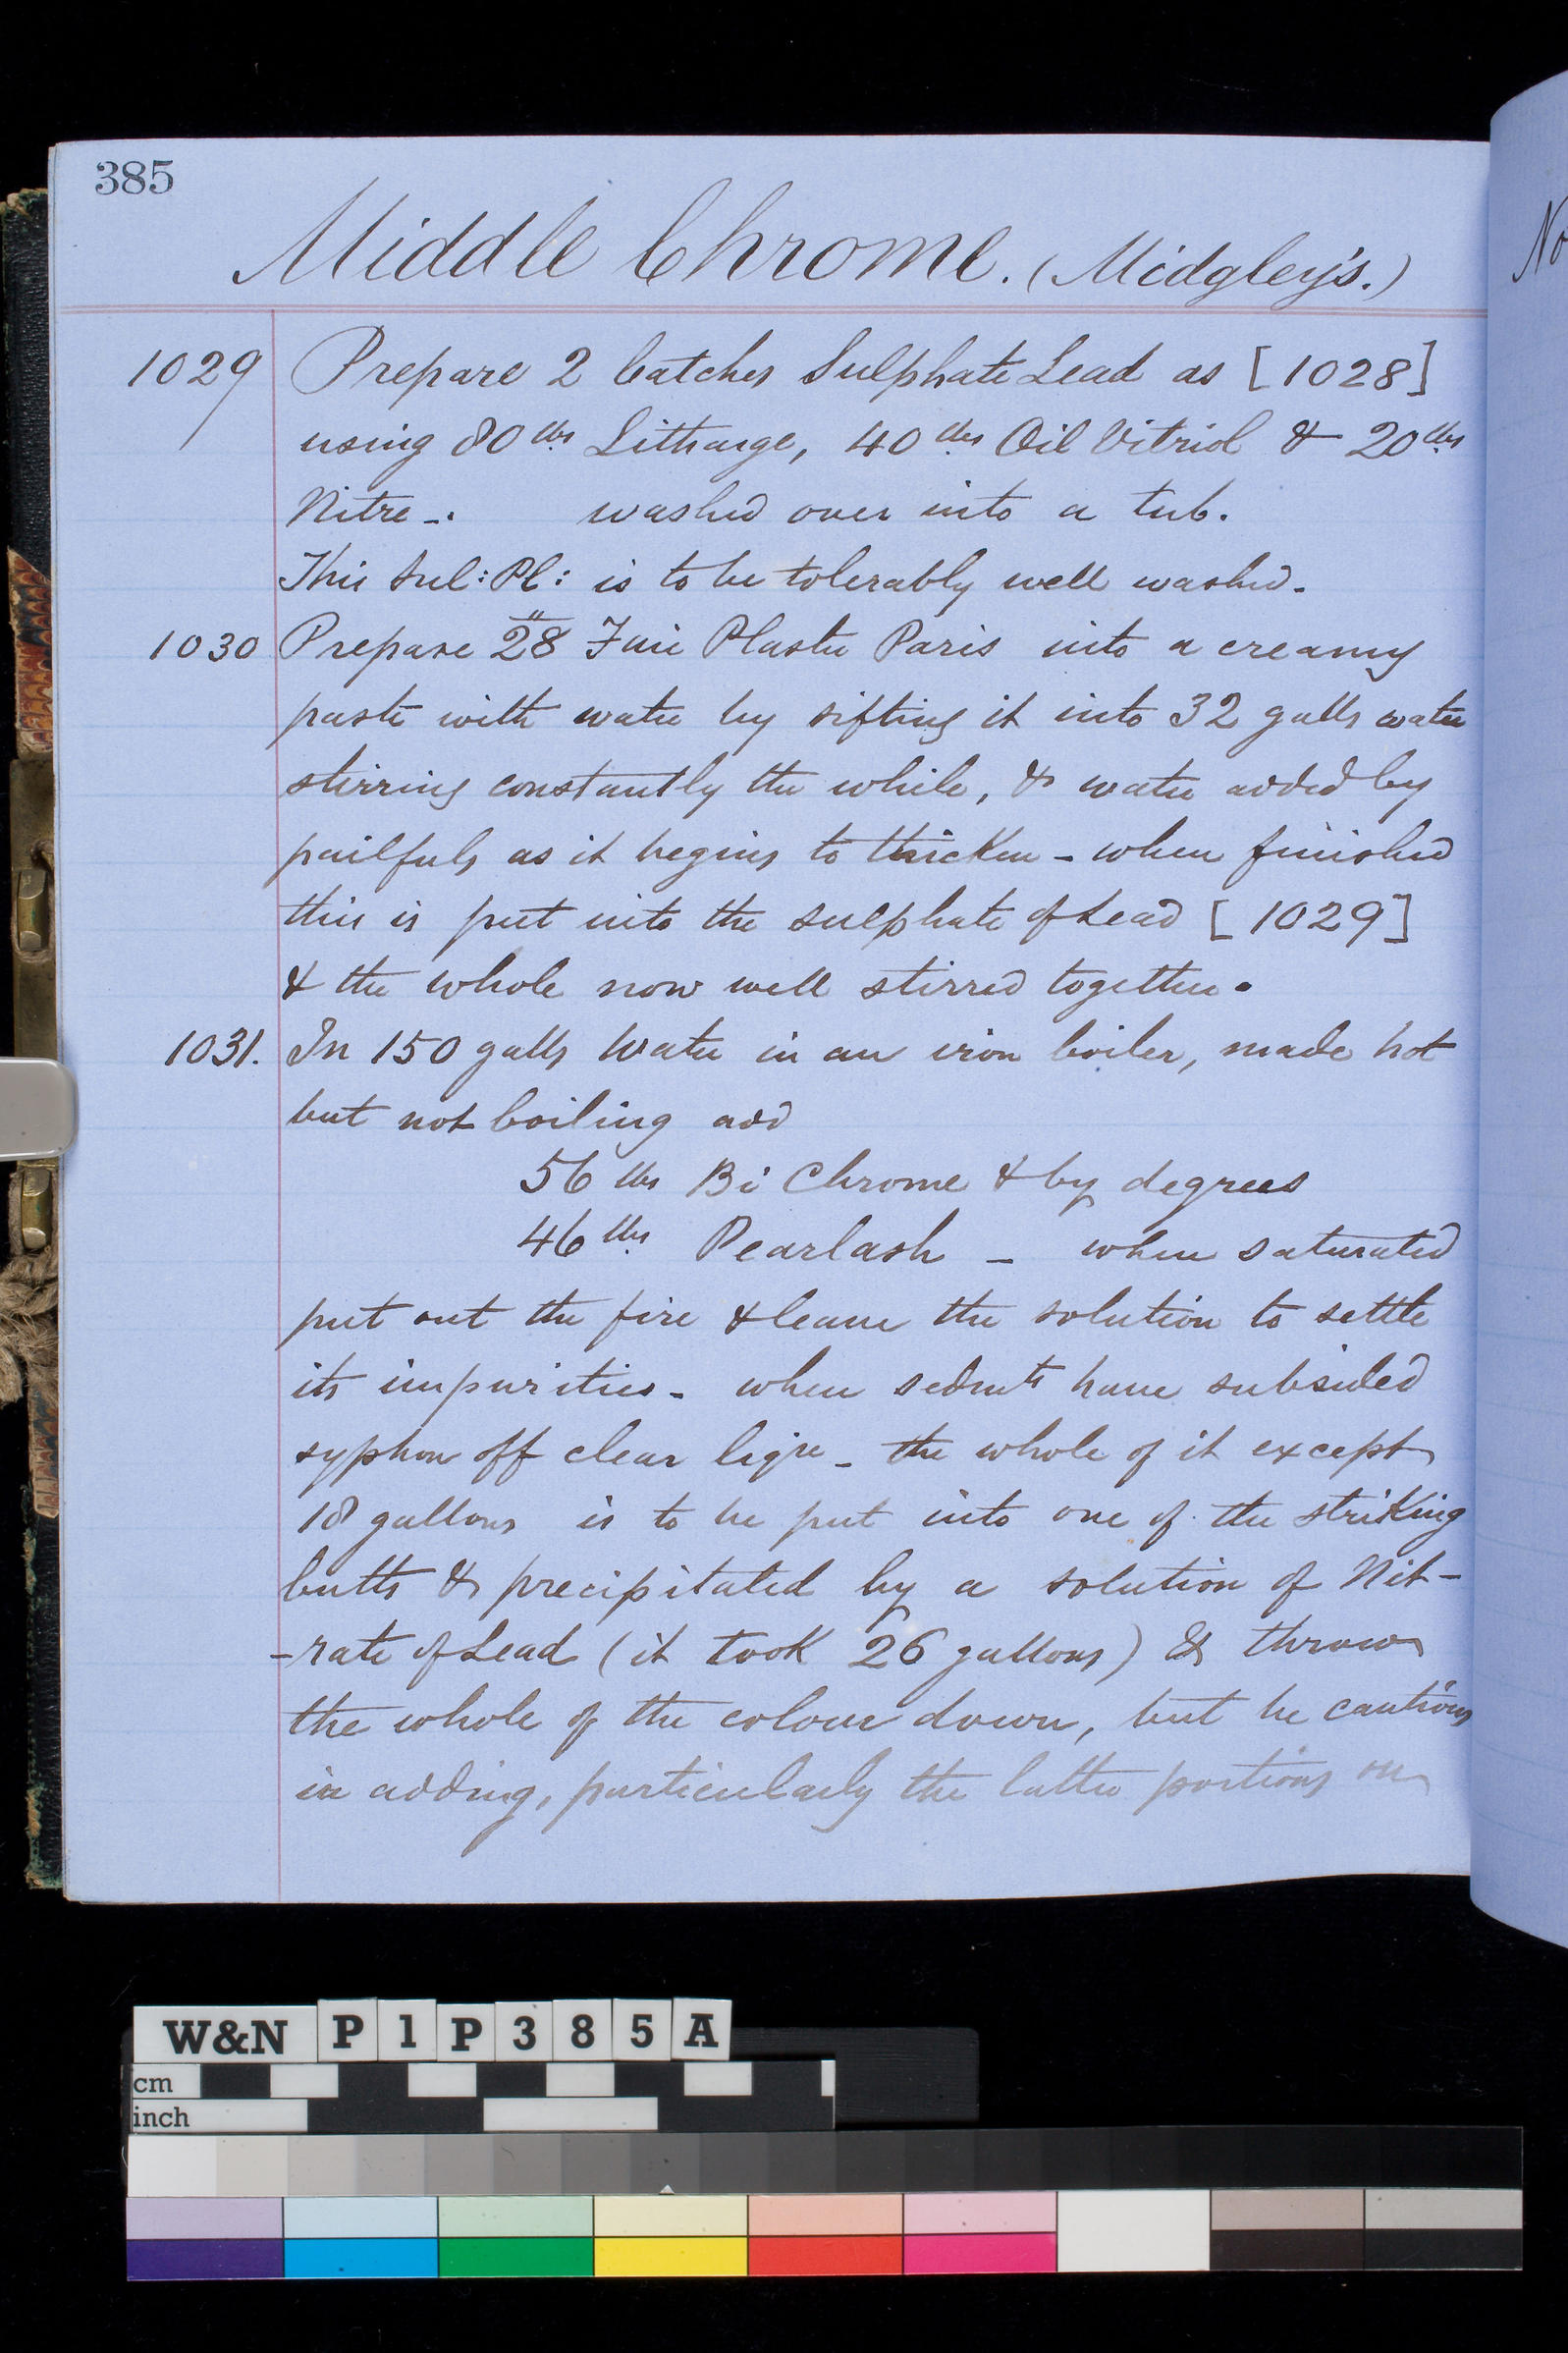 385
Middle Chrome. (Midgley's.)
1029 Prepare 2 batches Sulphate Lead as [1028]
using 80 lbs Litharge, 40 lbs Oil Vitriol & 20 lbs
Nitre -. washed over into a tub.
This Sul: Pl: is to be tolerably well washed.
1030 Prepare 28 " Fine Plaster Paris into a creamy
paste with water by sifting it into 32 galls water
stirring constantly the while, & water added by
pailfuls as it begins to thicken - when finished
this is put into the sulphate of Lead [1029]
& the whole now well stirred together.
1031. In 150 galls Water in an iron boiler, made hot
but not boiling add
56 lbs Bi Chrome & by degrees
46 lbs Pearlash - when saturated
put out the fire & leave the solution to settle
its impurities - when sedmts have subsided
syphon off clear liqre - the whole of it except
18 gallons is to be put into one of the striking
butts & precipitated by a solution of Nit-
-rate of Lead (it took 26 gallons) & throw
the whole of the colour down, but be cautious
in adding, particularly the latter portions on
No
W&N P1P385A
cm
inch